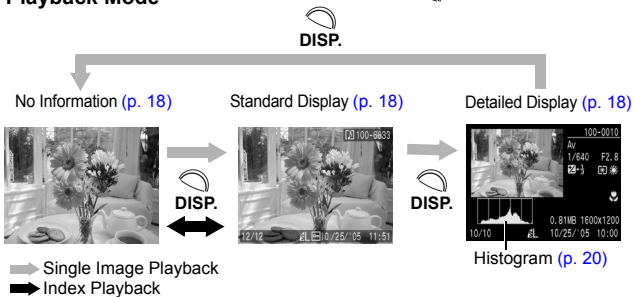 Playback Mode
DISP.
No Information (p. 18)
Standard Display (p. 18)
Detailed Display (p. 18)
100-6833
12/12 L 10/25/'05 11:51
DISP.
DISP.
100-0010
Av
1/640 F2.8
0.81MB 1600x1200
10/10 L 10/25/'05 10:00
Histogram (p. 20)
Single Image Playback
Index Playback